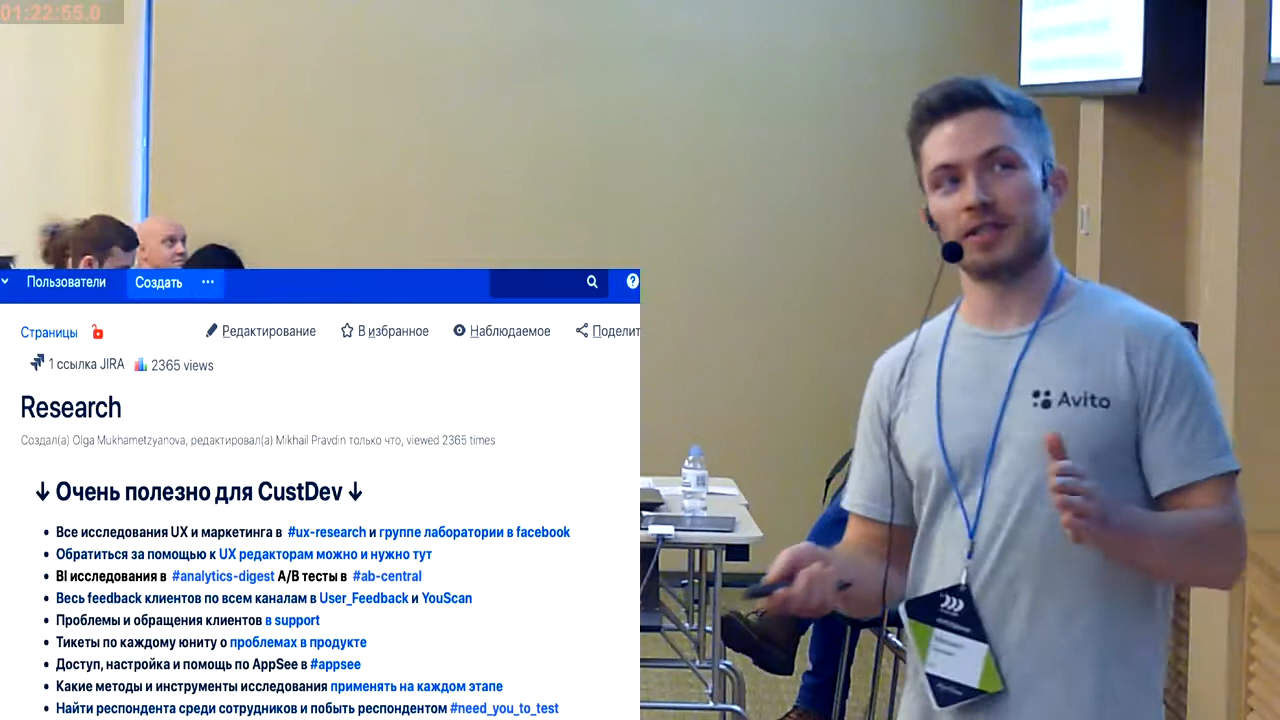 01:22:55.0
Пользователи Создать ···
Страницы Редактирование В избранное Наблюдаемое Поделит
1 ссылка JIRA 2365 views
Research
Создал(а) Olga Mukhametzyanova, редактировал(а) Mikhail Pravdin только что, viewed 2365 times
↓ Очень полезно для CustDev ↓
• Все исследования UX и маркетинга в #ux-research и группе лаборатории в facebook
• Обратиться за помощью к UX редакторам можно и нужно тут
• BI исследования в #analytics-digest A/B тесты в #ab-central
• Весь feedback клиентов по всем каналам в User_Feedback и YouScan
• Проблемы и обращения клиентов в support
• Тикеты по каждому юниту о проблемах в продукте
• Доступ, настройка и помощь по AppSee в #appsee
• Какие методы и инструменты исследования применять на каждом этапе
• Найти респондента среди сотрудников и побыть респондентом #need_you_to_test
Avito